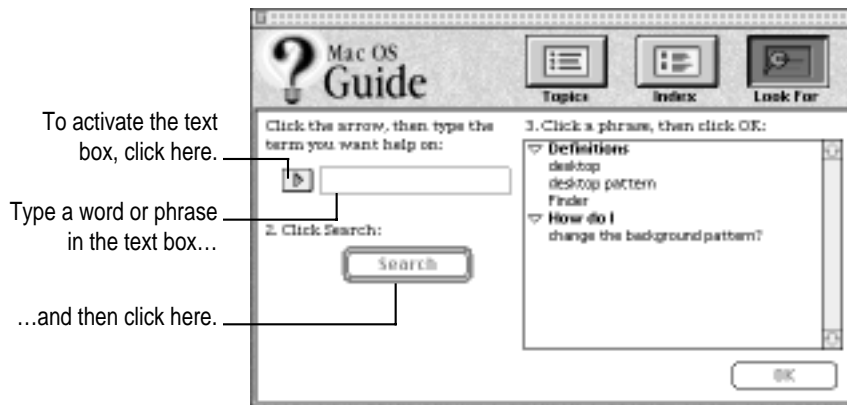 Mac OS
Guide
Topics
Index
Look For
To activate the text
box, click here.
Type a word or phrase
in the text box…
…and then click here.
Click the arrow, then type the
term you want help on:
2. Click Search:
Search
3. Click a phrase, then click OK:
Definitions
desktop
desktop pattern
Finder
How do I
change the background pattern?
OK